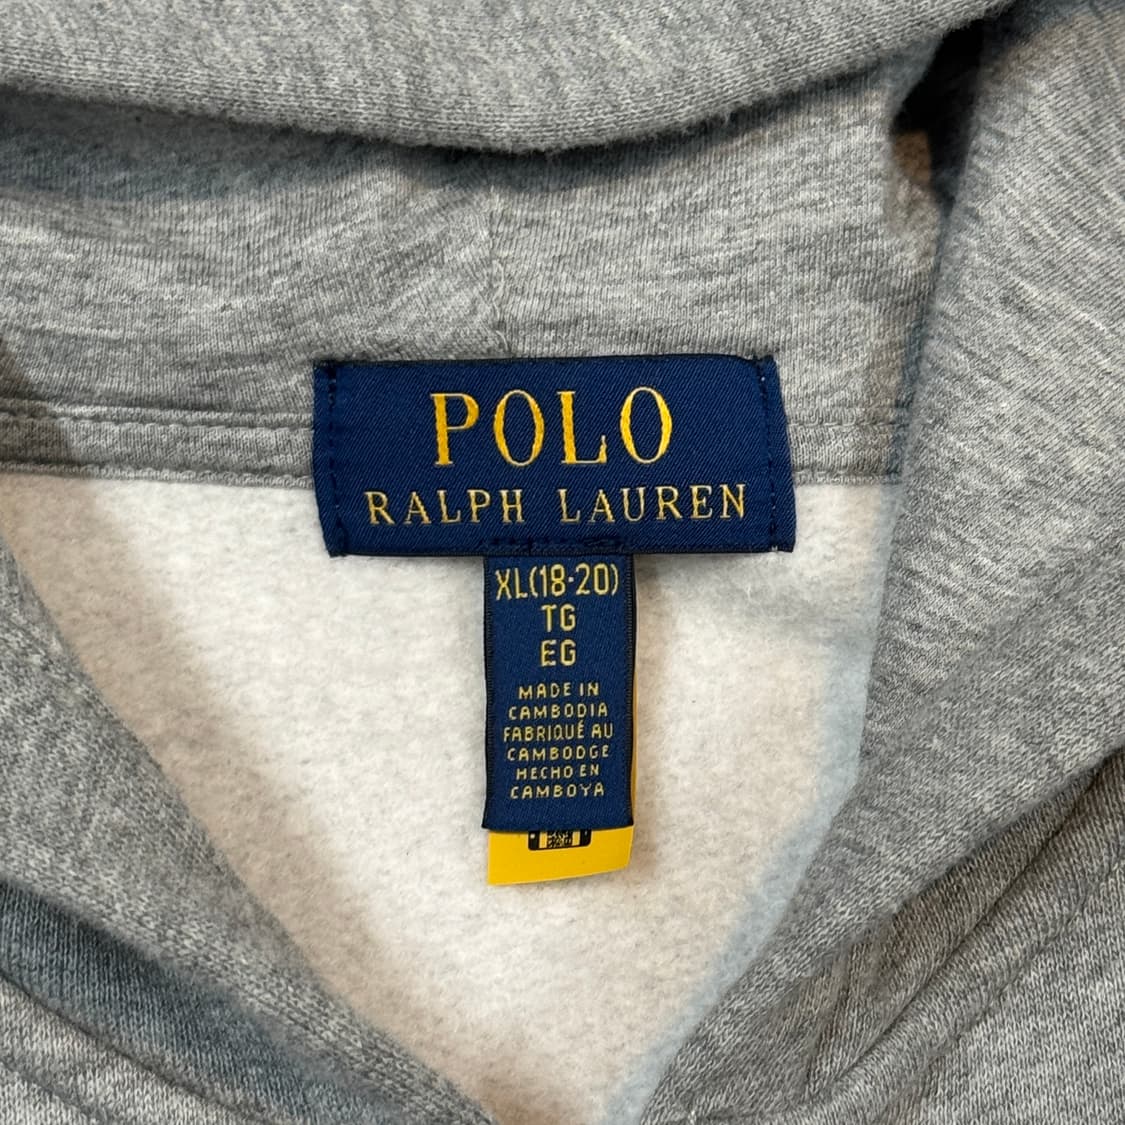 POLO
RALPH LAUREN
XL(18-20)
TG
EG
MADE IN
CAMBODIA
FABRIQUÉ AU
CAMBODGE
HECHO EN
CAMBOYA